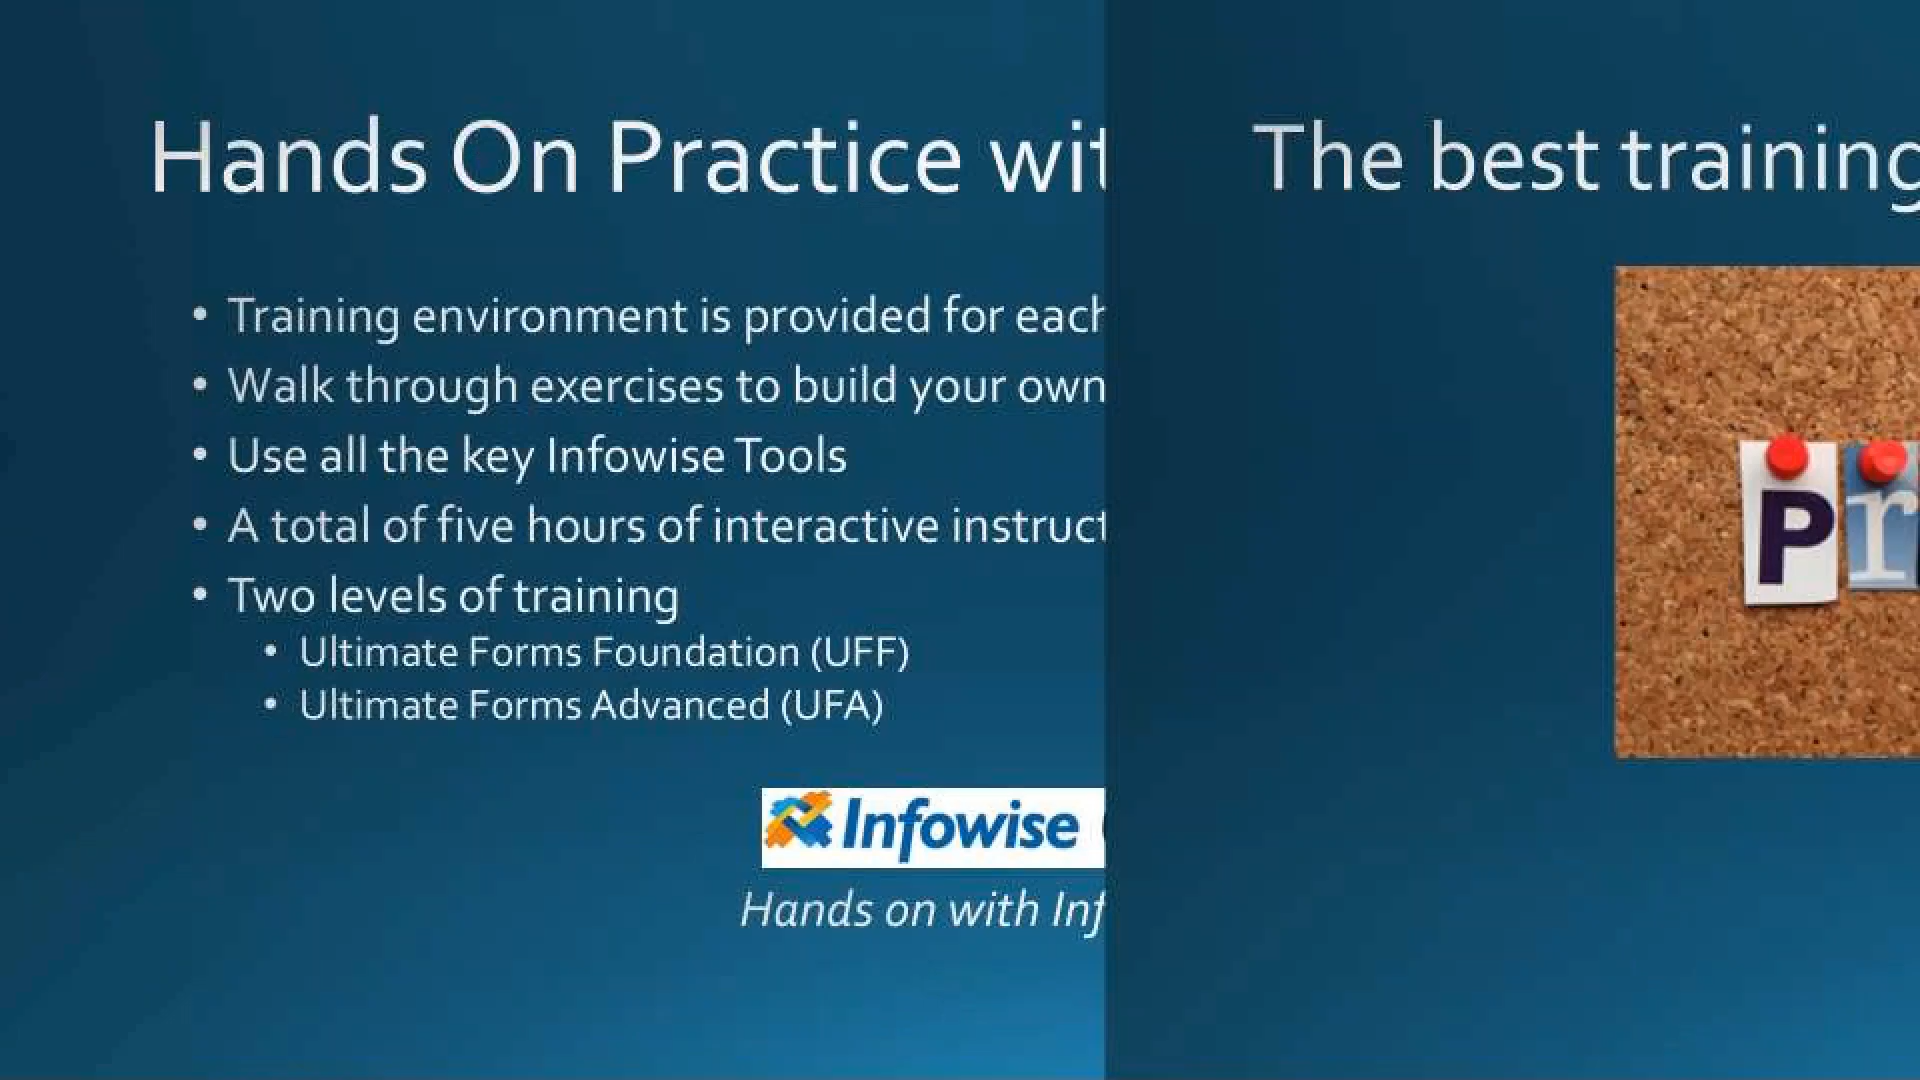 Hands On Practice wit
• Training environment is provided for each
• Walk through exercises to build your own
• Use all the key Infowise Tools
• A total of five hours of interactive instruct
• Two levels of training
• Ultimate Forms Foundation (UFF)
• Ultimate Forms Advanced (UFA)
Infowise
Hands on with Inf
The best training
Pr